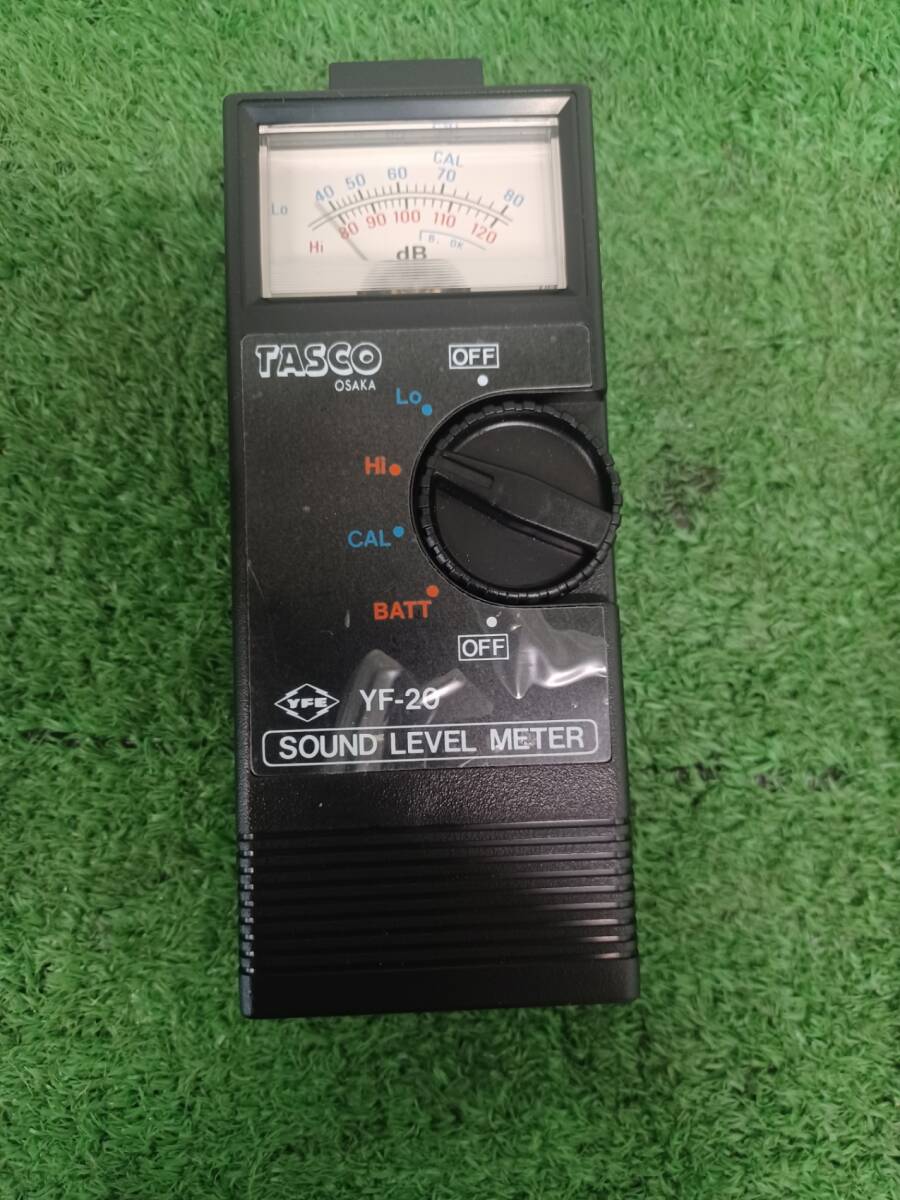 CAL
Lo 40 50 60 70 80
Hi 80 90 100 110 120
B. OK
dB
TASCO
OSAKA
OFF
Lo
Hi
CAL
BATT
OFF
YFE YF-20
SOUND LEVEL METER